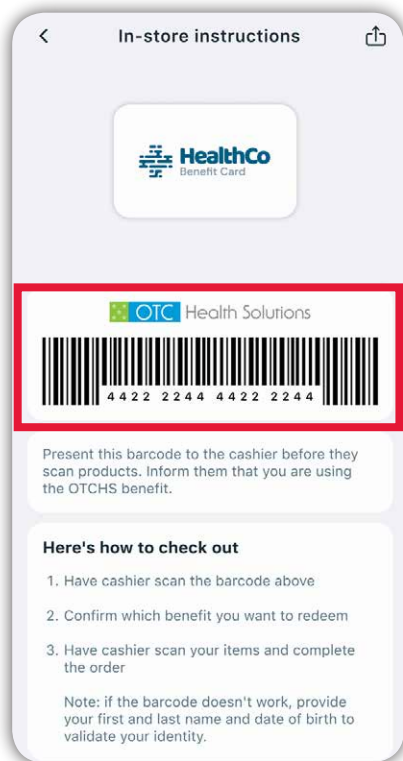 In-store instructions
HealthCo
Benefit Card
OTC Health Solutions
4422 2244 4422 2244
Present this barcode to the cashier before they
scan products. Inform them that you are using
the OTCHS benefit.
Here's how to check out
1. Have cashier scan the barcode above
2. Confirm which benefit you want to redeem
3. Have cashier scan your items and complete
the order
Note: if the barcode doesn't work, provide
your first and last name and date of birth to
validate your identity.